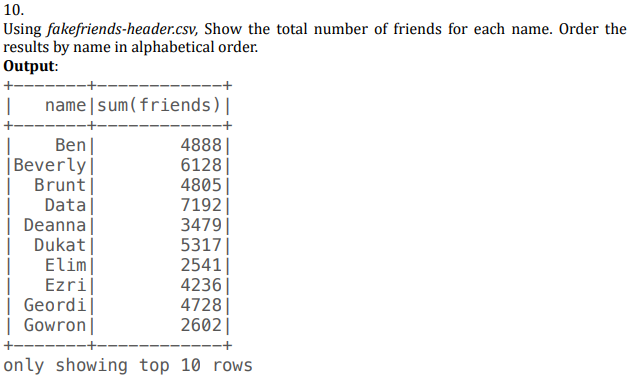 10.
Using fakefriends-header.csv, Show the total number of friends for each name. Order the
results by name in alphabetical order.
Output:
+-------+------------+
|   name|sum(friends)|
+-------+------------+
|    Ben|        4888|
|Beverly|        6128|
|  Brunt|        4805|
|   Data|        7192|
| Deanna|        3479|
|  Dukat|        5317|
|   Elim|        2541|
|   Ezri|        4236|
| Geordi|        4728|
| Gowron|        2602|
+-------+------------+
only showing top 10 rows